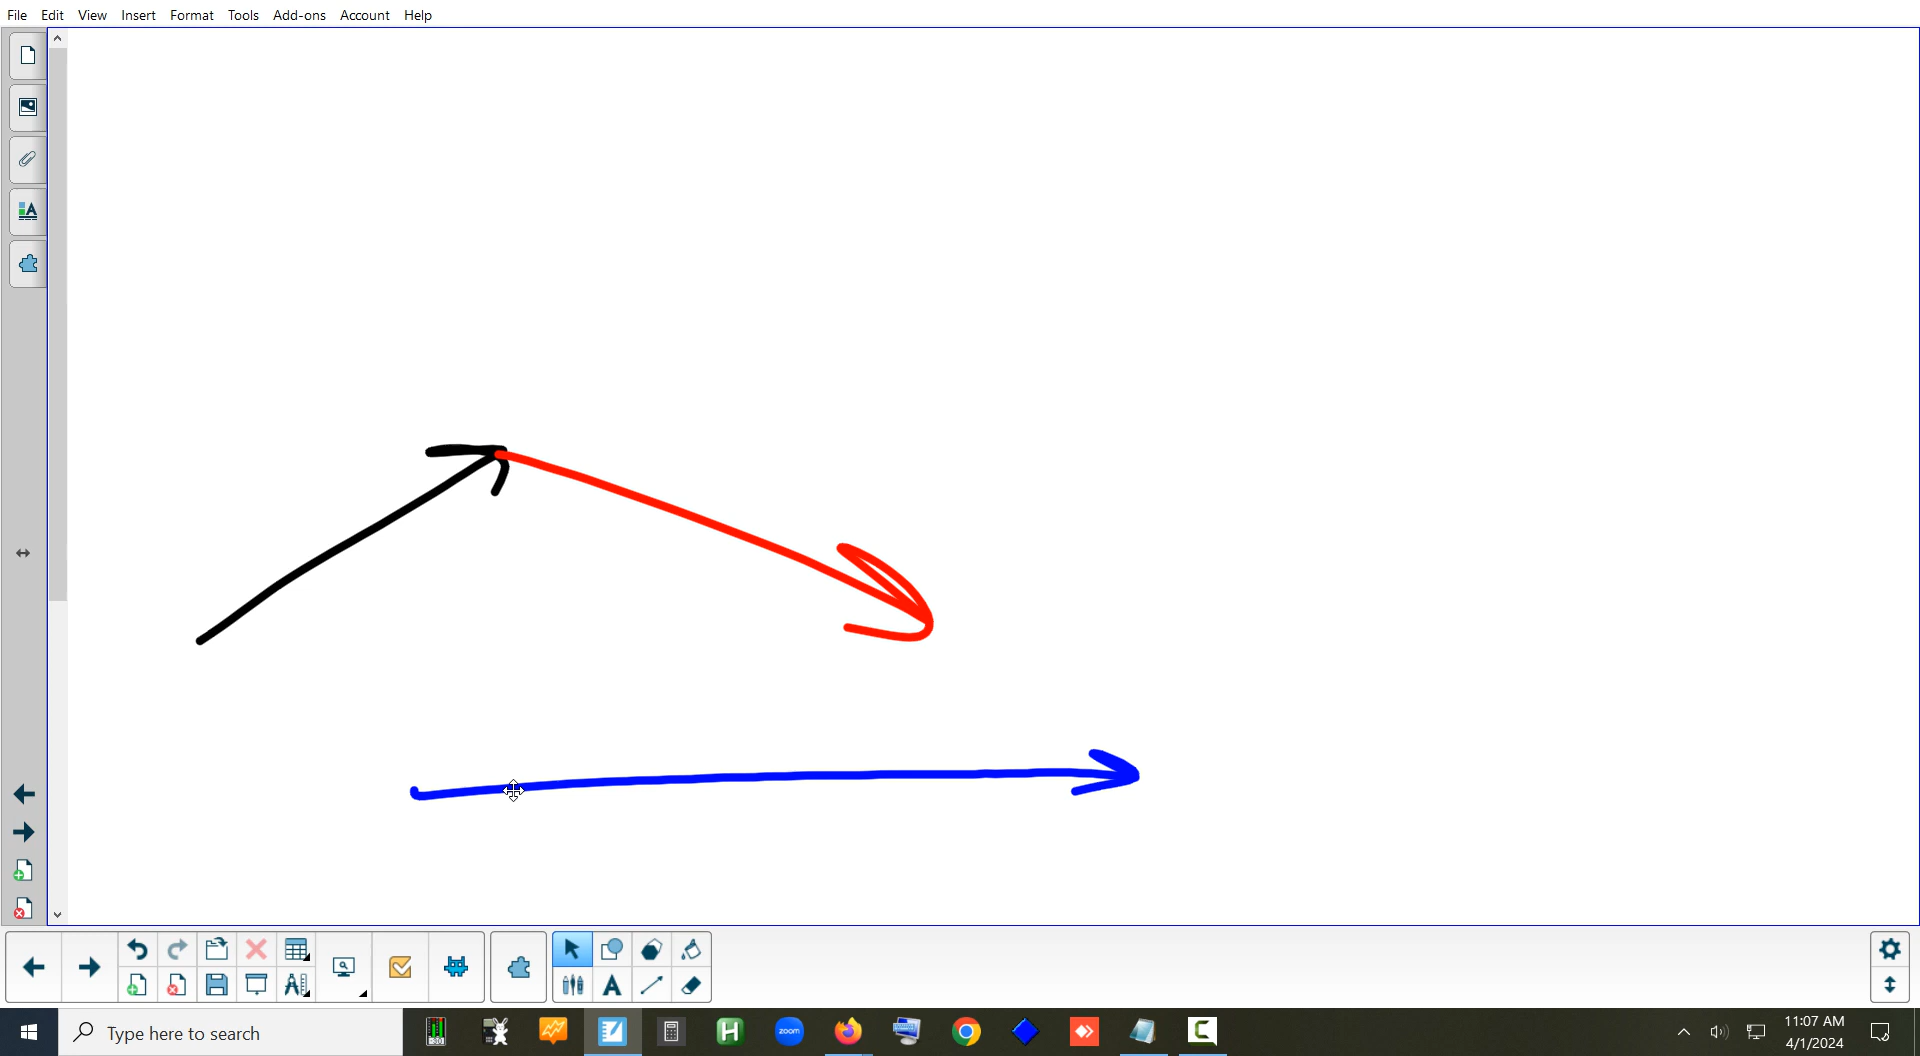 File Edit View Insert Format Tools Add-ons Account Help
Type here to search
zoom
11:07 AM
4/1/2024